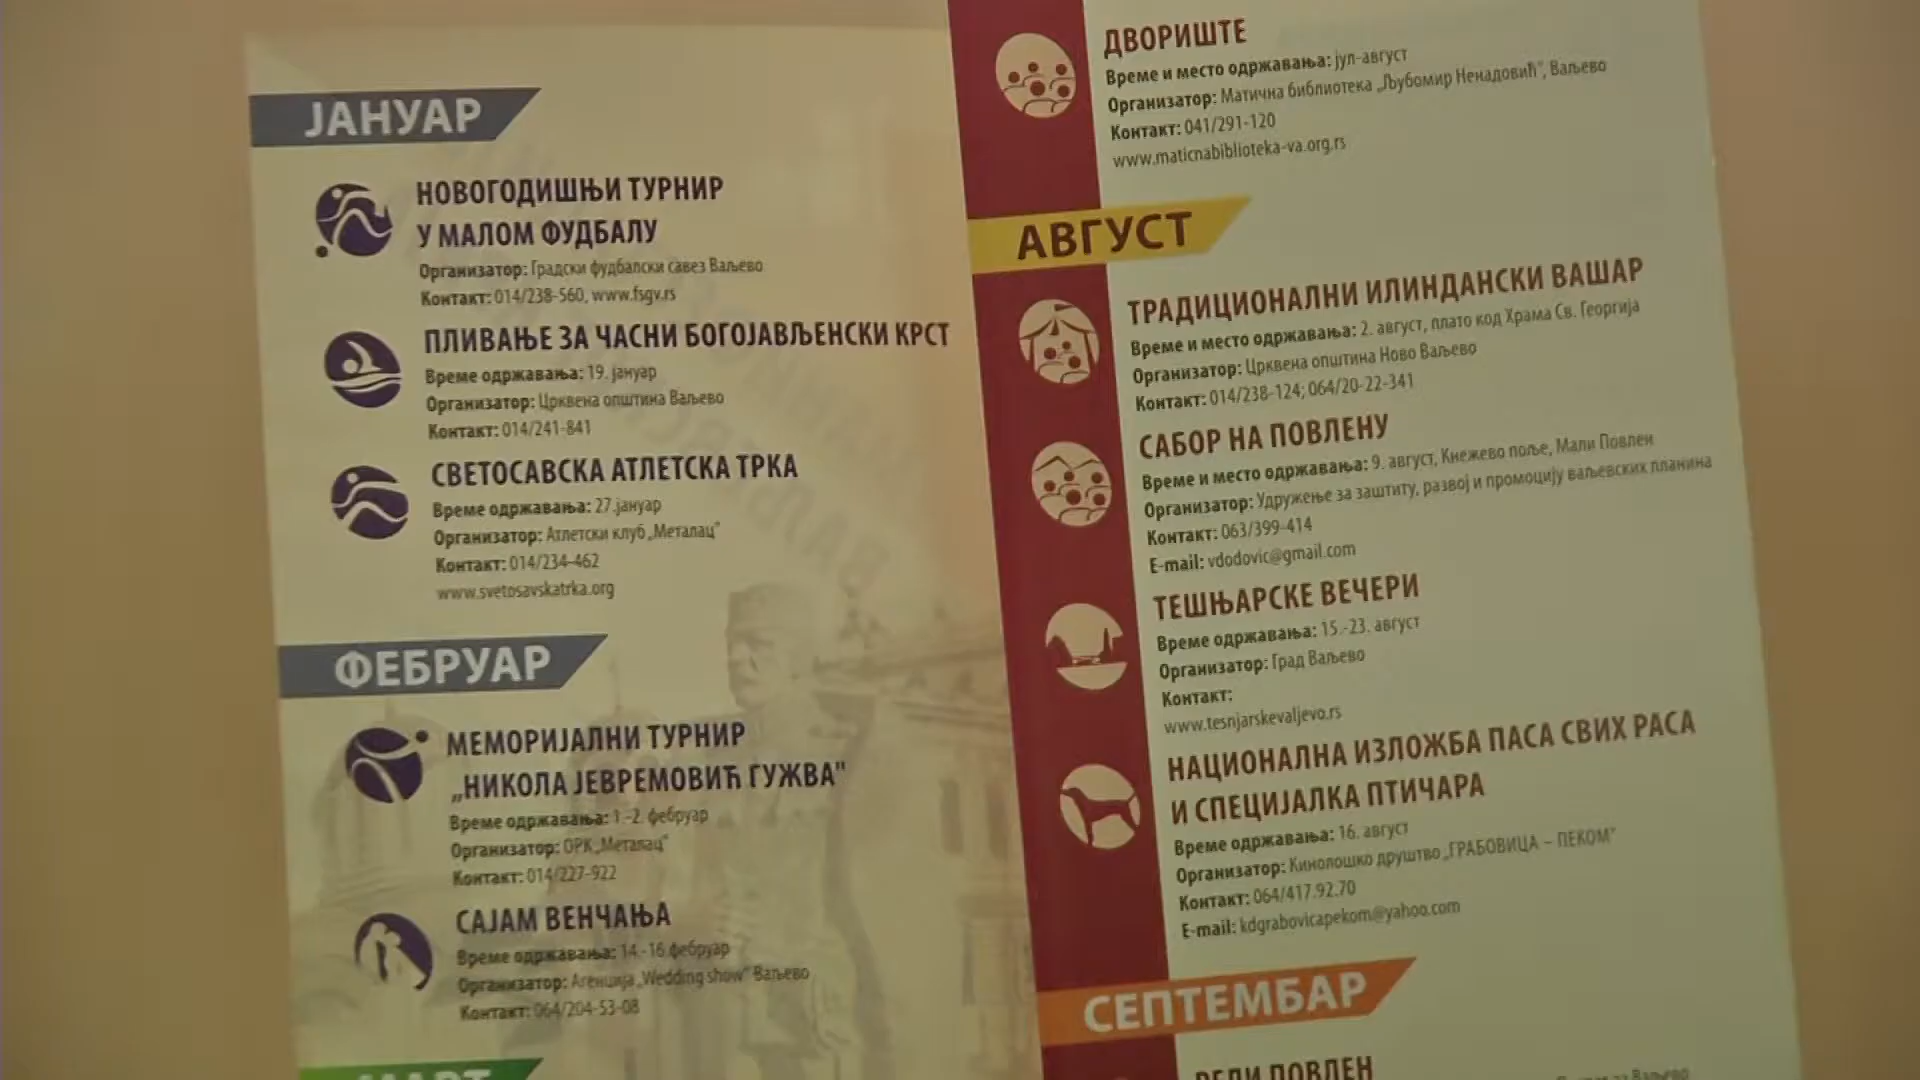 ЈАНУАР
НОВОГОДИШЊИ ТУРНИР
У МАЛОМ ФУДБАЛУ
Организатор: Градски фудбалски савез Ваљево
Контакт: 014/238-560, www.fsgv.rs
ПЛИВАЊЕ ЗА ЧАСНИ БОГОЈАВЉЕНСКИ КРСТ
Време одржавања: 19. јануар
Организатор: Црквена општина Ваљево
Контакт: 014/241-841
СВЕТОСАВСКА АТЛЕТСКА ТРКА
Време одржавања: 27.јануар
Организатор: Атлетски клуб „Металац"
Контакт: 014/234-462
www.svetosavskatrka.org
ФЕБРУАР
МЕМОРИЈАЛНИ ТУРНИР
„НИКОЛА ЈЕВРЕМОВИЋ ГУЖВА"
Време одржавања: 1.-2. фебруар
Организатор: ОРК „Металац"
Контакт: 014/227-922
САЈАМ ВЕНЧАЊА
Време одржавања: 14.-16.фебруар
Организатор: Агенција „Wedding show" Ваљево
Контакт: 064/204-53-08
МАРТ
ДВОРИШТЕ
Време и место одржавања: јул-август
Организатор: Матична библиотека „Љубомир Ненадовић", Ваљево
Контакт: 041/291-120
www.maticnabiblioteka-va.org.rs
АВГУСТ
ТРАДИЦИОНАЛНИ ИЛИНДАНСКИ ВАШАР
Време и место одржавања: 2. август, плато код Храма Св. Георгија
Организатор: Црквена општина Ново Ваљево
Контакт: 014/238-124; 064/20-22-341
САБОР НА ПОВЛЕНУ
Време и место одржавања: 9. август, Кнежево поље, Мали Повлен
Организатор: Удружење за заштиту, развој и промоцију ваљевских планина
Контакт: 063/399-414
E-mail: vdodovic@gmail.com
ТЕШЊАРСКЕ ВЕЧЕРИ
Време одржавања: 15.-23. август
Организатор: Град Ваљево
Контакт:
www.tesnjarskevaljevo.rs
НАЦИОНАЛНА ИЗЛОЖБА ПАСА СВИХ РАСА
И СПЕЦИЈАЛКА ПТИЧАРА
Време одржавања: 16. август
Организатор: Кинолошко друштво „ГРАБОВИЦА – ПЕКОМ"
Контакт: 064/417.92.70
E-mail: kdgrabovicapekom@yahoo.com
СЕПТЕМБАР
ПОВЛЕН